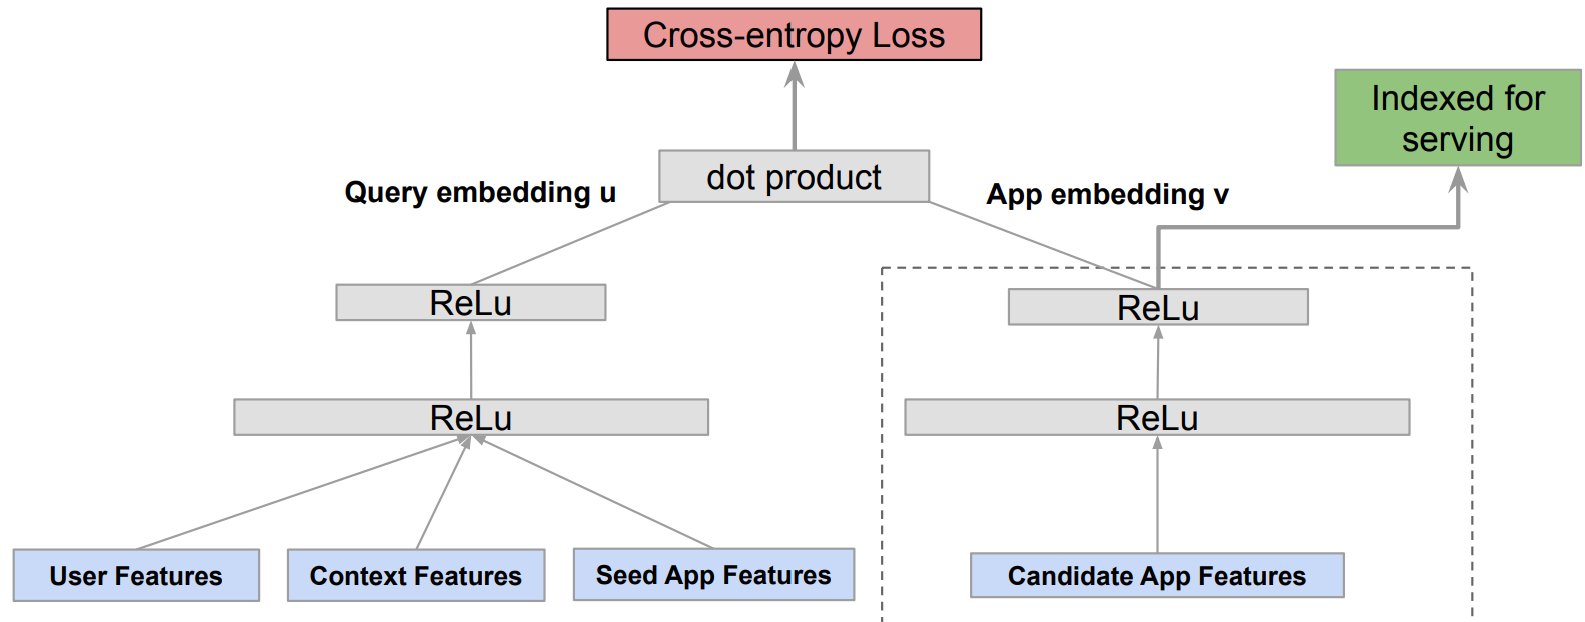 Cross-entropy Loss
Indexed for
serving
dot product
Query embedding u
App embedding v
ReLu
ReLu
ReLu
ReLu
User Features
Context Features
Seed App Features
Candidate App Features